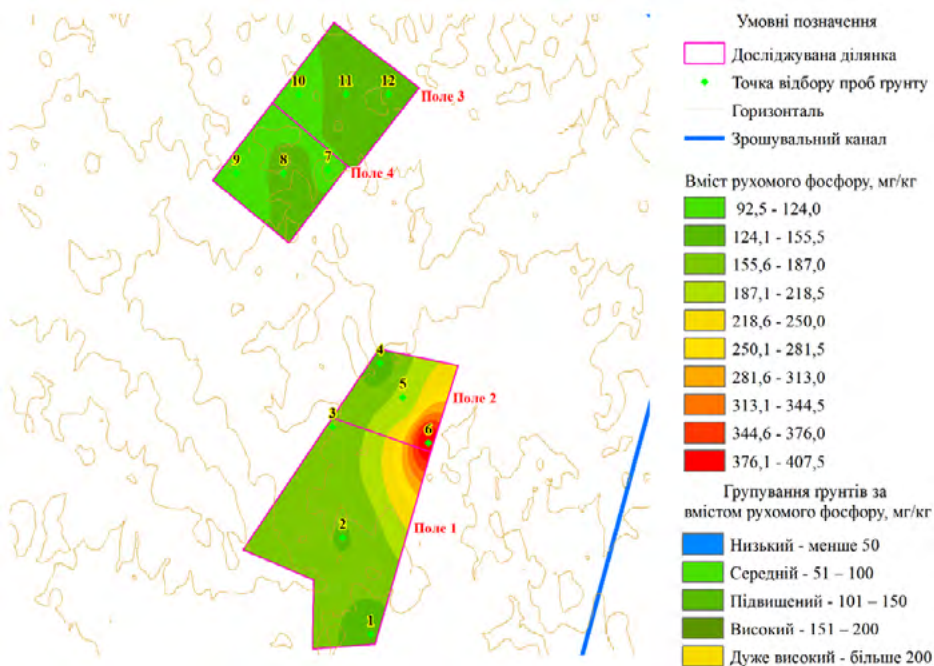 10
11
12
Поле 3
9
8
7
Поле 4
4
5
Поле 2
3
6
2
Поле 1
1
Умовні позначення
Досліджувана ділянка
Точка відбору проб ґрунту
Горизонталь
Зрошувальний канал
Вміст рухомого фосфору, мг/кг
92,5 - 124,0
124,1 - 155,5
155,6 - 187,0
187,1 - 218,5
218,6 - 250,0
250,1 - 281,5
281,6 - 313,0
313,1 - 344,5
344,6 - 376,0
376,1 - 407,5
Групування ґрунтів за
вмістом рухомого фосфору, мг/кг
Низький - менше 50
Середній - 51 – 100
Підвищений - 101 – 150
Високий - 151 – 200
Дуже високий - більше 200